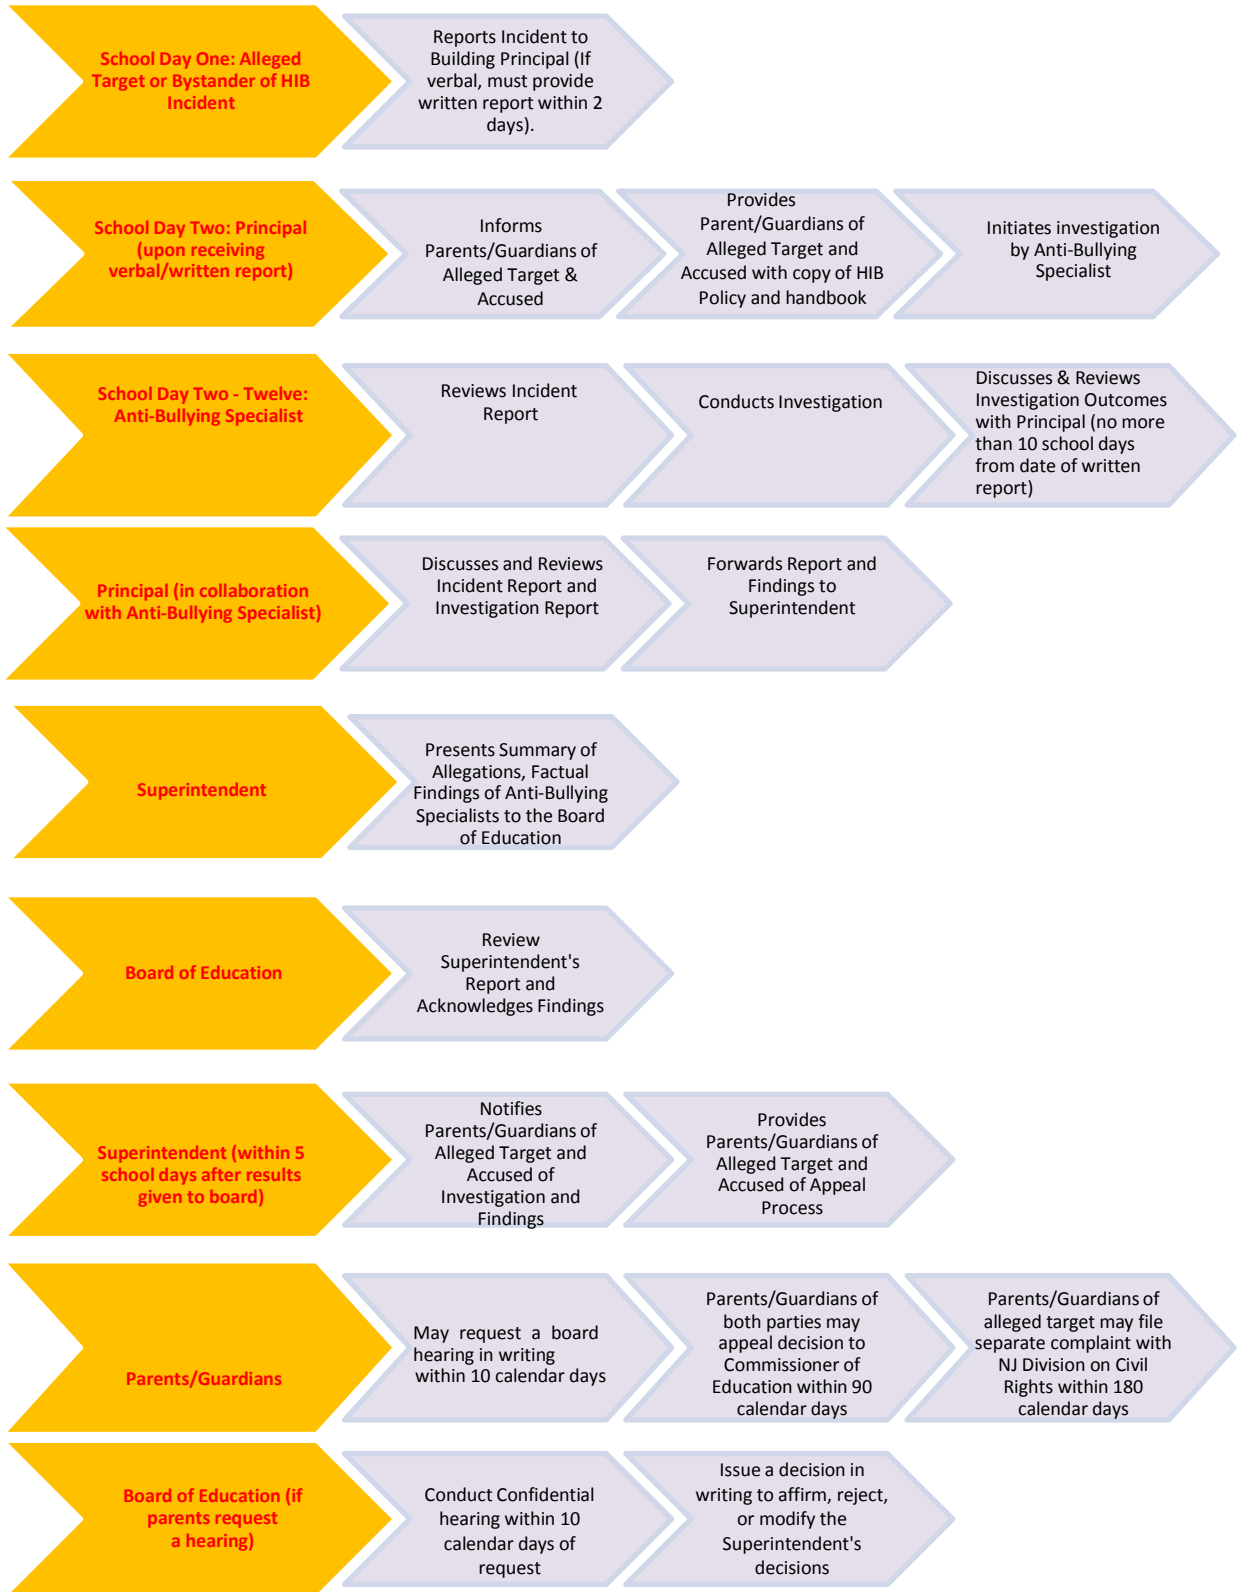 School Day One: Alleged
Target or Bystander of HIB
Incident
Reports Incident to
Building Principal (If
verbal, must provide
written report within 2
days).
School Day Two: Principal
(upon receiving
verbal/written report)
Informs
Parents/Guardians of
Alleged Target &
Accused
Provides
Parent/Guardians of
Alleged Target and
Accused with copy of HIB
Policy and handbook
Initiates investigation
by Anti-Bullying
Specialist
School Day Two - Twelve:
Anti-Bullying Specialist
Reviews Incident
Report
Conducts Investigation
Discusses & Reviews
Investigation Outcomes
with Principal (no more
than 10 school days
from date of written
report)
Principal (in collaboration
with Anti-Bullying Specialist)
Discusses and Reviews
Incident Report and
Investigation Report
Forwards Report and
Findings to
Superintendent
Superintendent
Presents Summary of
Allegations, Factual
Findings of Anti-Bullying
Specialists to the Board
of Education
Board of Education
Review
Superintendent's
Report and
Acknowledges Findings
Superintendent (within 5
school days after results
given to board)
Notifies
Parents/Guardians of
Alleged Target and
Accused of
Investigation and
Findings
Provides
Parents/Guardians of
Alleged Target and
Accused of Appeal
Process
Parents/Guardians
May request a board
hearing in writing
within 10 calendar days
Parents/Guardians of
both parties may
appeal decision to
Commissioner of
Education within 90
calendar days
Parents/Guardians of
alleged target may file
separate complaint with
NJ Division on Civil
Rights within 180
calendar days
Board of Education (if
parents request
a hearing)
Conduct Confidential
hearing within 10
calendar days of
request
Issue a decision in
writing to affirm, reject,
or modify the
Superintendent's
decisions